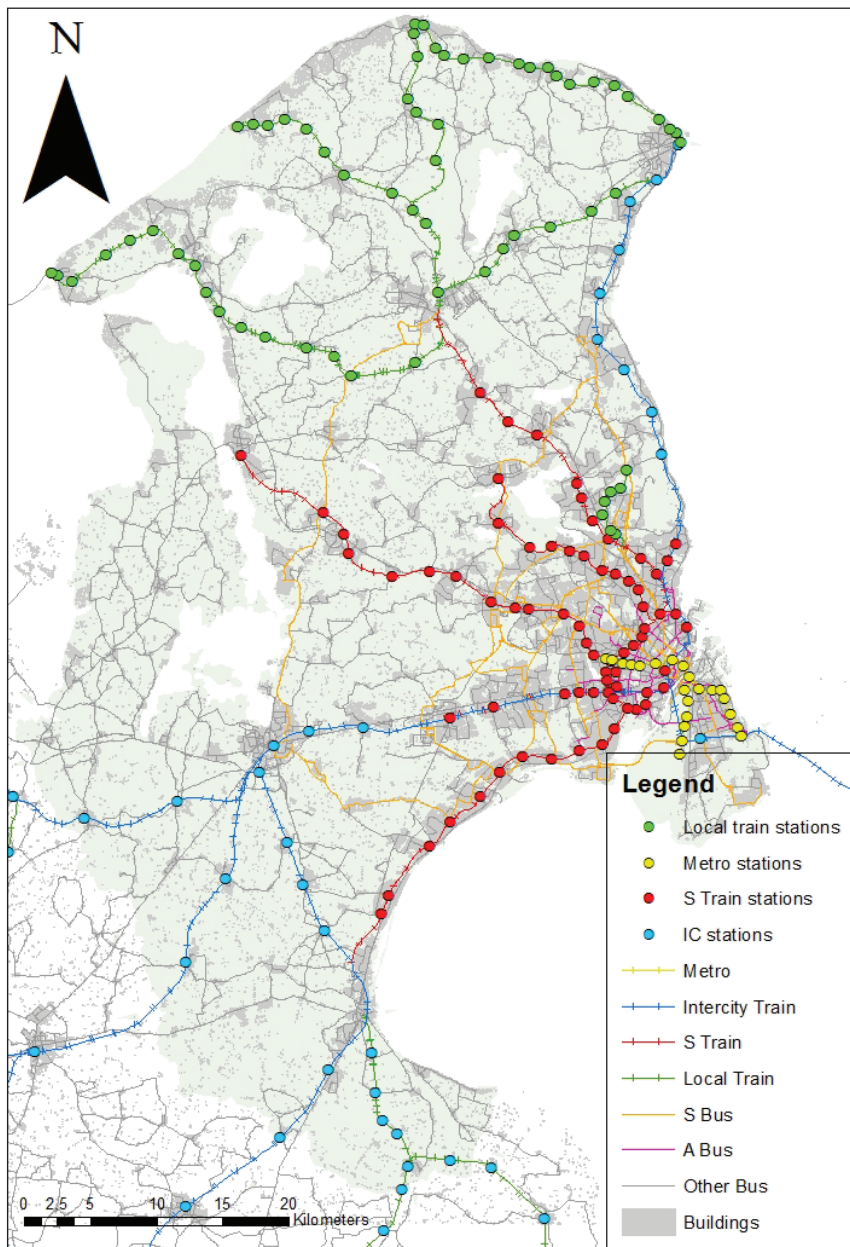 N
Legend
Local train stations
Metro stations
S Train stations
IC stations
Metro
Intercity Train
S Train
Local Train
S Bus
A Bus
Other Bus
Buildings
0 2,5 5 10 15 20
Kilometers